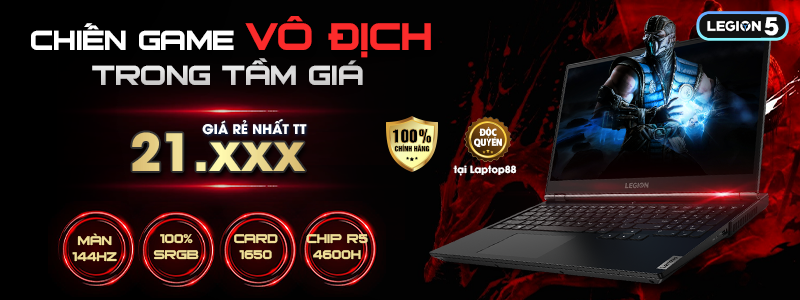 CHIẾN GAME VÔ ĐỊCH
TRONG TẦM GIÁ
GIÁ RẺ NHẤT TT
21.XXX
100%
CHÍNH HÃNG
ĐỘC
QUYỀN
tại Laptop88
MÀN
144HZ
100%
SRGB
CARD
1650
CHIP R5
4600H
LEGION 5
LEGION
Lenovo